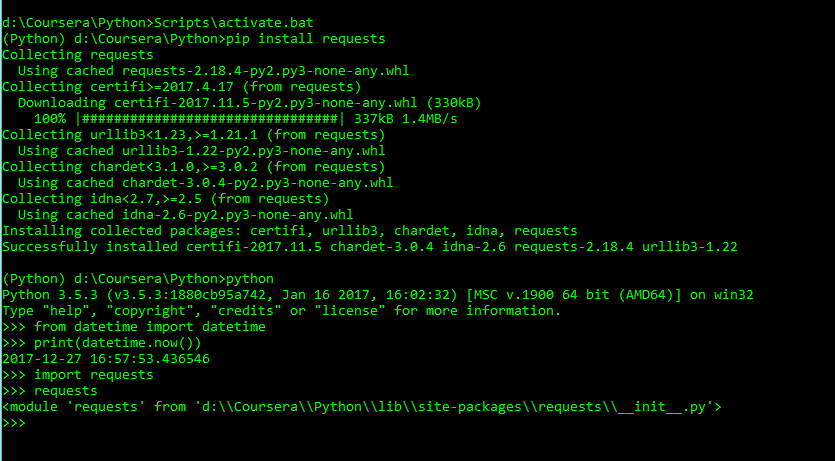 d:\Coursera\Python>Scripts\activate.bat
(Python) d:\Coursera\Python>pip install requests
Collecting requests
  Using cached requests-2.18.4-py2.py3-none-any.whl
Collecting certifi>=2017.4.17 (from requests)
  Downloading certifi-2017.11.5-py2.py3-none-any.whl (330kB)
    100% |################################| 337kB 1.4MB/s
Collecting urllib3<1.23,>=1.21.1 (from requests)
  Using cached urllib3-1.22-py2.py3-none-any.whl
Collecting chardet<3.1.0,>=3.0.2 (from requests)
  Using cached chardet-3.0.4-py2.py3-none-any.whl
Collecting idna<2.7,>=2.5 (from requests)
  Using cached idna-2.6-py2.py3-none-any.whl
Installing collected packages: certifi, urllib3, chardet, idna, requests
Successfully installed certifi-2017.11.5 chardet-3.0.4 idna-2.6 requests-2.18.4 urllib3-1.22
(Python) d:\Coursera\Python>python
Python 3.5.3 (v3.5.3:1880cb95a742, Jan 16 2017, 16:02:32) [MSC v.1900 64 bit (AMD64)] on win32
Type "help", "copyright", "credits" or "license" for more information.
>>> from datetime import datetime
>>> print(datetime.now())
2017-12-27 16:57:53.436546
>>> import requests
>>> requests
<module 'requests' from 'd:\\Coursera\\Python\\lib\\site-packages\\requests\\__init__.py'>
>>>